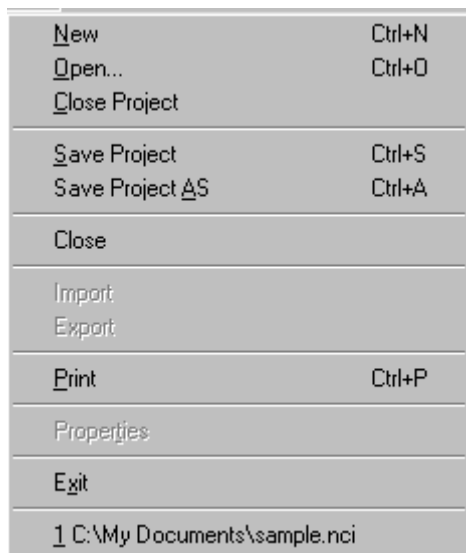 New Ctrl+N
Open... Ctrl+O
Close Project
Save Project Ctrl+S
Save Project AS Ctrl+A
Close
Import
Export
Print Ctrl+P
Properties
Exit
1 C:\My Documents\sample.nci